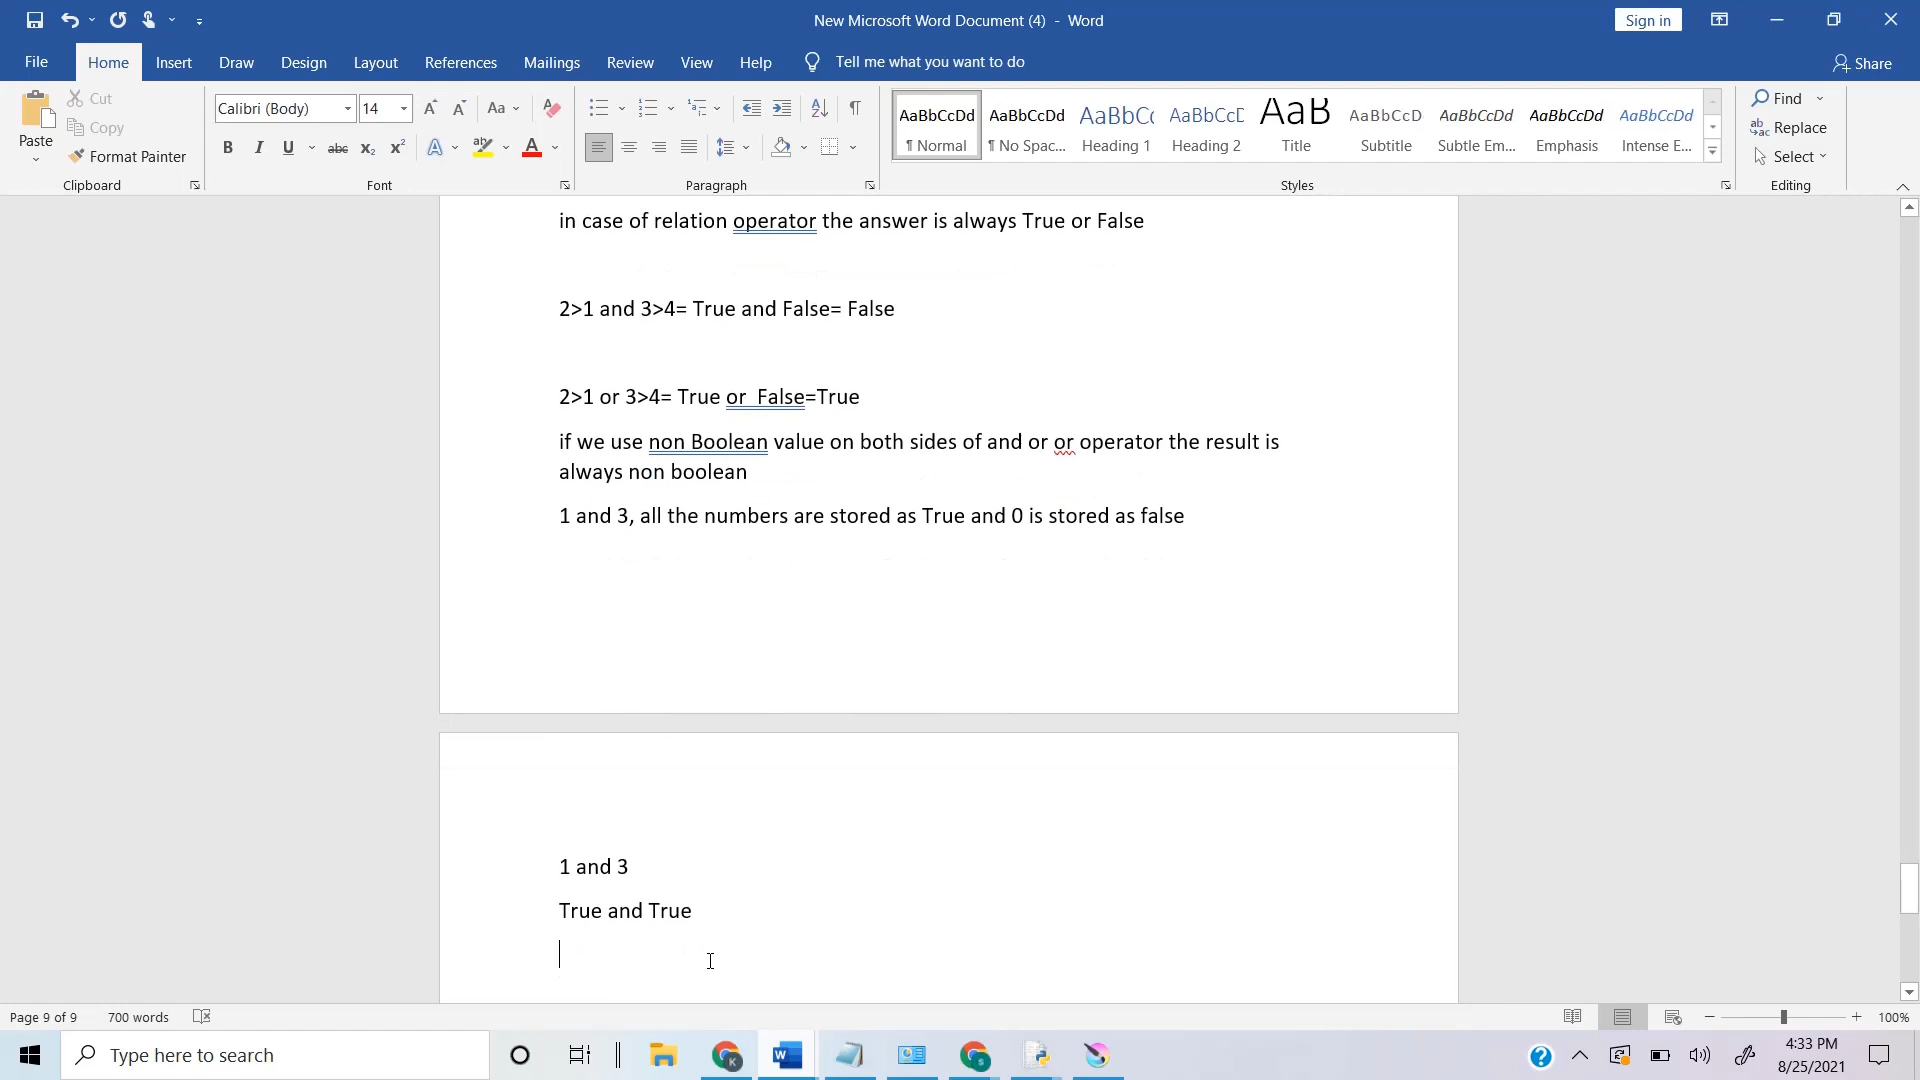 New Microsoft Word Document (4) - Word
Sign in
File Home Insert Draw Design Layout References Mailings Review View Help Tell me what you want to do Share
Paste Cut Copy Format Painter Clipboard
Calibri (Body) 14 Aa
B I U abc x₂ x² A ab A Font
Paragraph
AaBbCcDd ¶ Normal
AaBbCcDd ¶ No Spac...
AaBbC( Heading 1
AaBbCcC Heading 2
AaB Title
AaBbCcD Subtitle
AaBbCcDd Subtle Em...
AaBbCcDd Emphasis
AaBbCcDd Intense E...
Styles
Find
Replace
Select
Editing
in case of relation operator the answer is always True or False
2>1 and 3>4= True and False= False
2>1 or 3>4= True or  False=True
if we use non Boolean value on both sides of and or or operator the result is
always non boolean
1 and 3, all the numbers are stored as True and 0 is stored as false
1 and 3
True and True
Page 9 of 9 700 words 100%
Type here to search
4:33 PM
8/25/2021